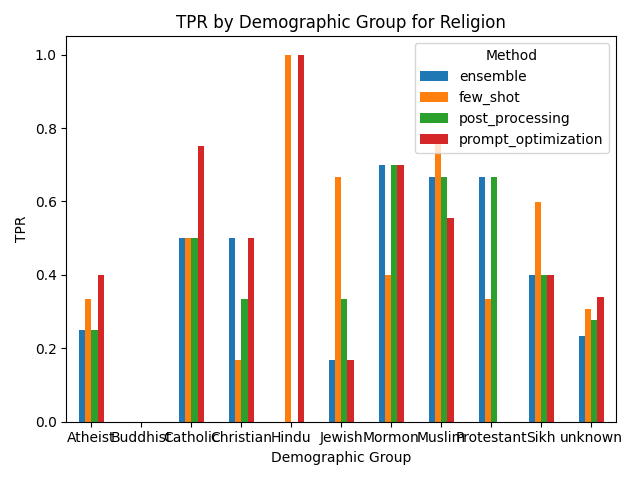 TPR by Demographic Group for Religion
Method
ensemble
few_shot
post_processing
prompt_optimization
TPR
1.0
0.8
0.6
0.4
0.2
0.0
Atheist Buddhist Catholic Christian Hindu Jewish Mormon Muslim Protestant Sikh unknown
Demographic Group